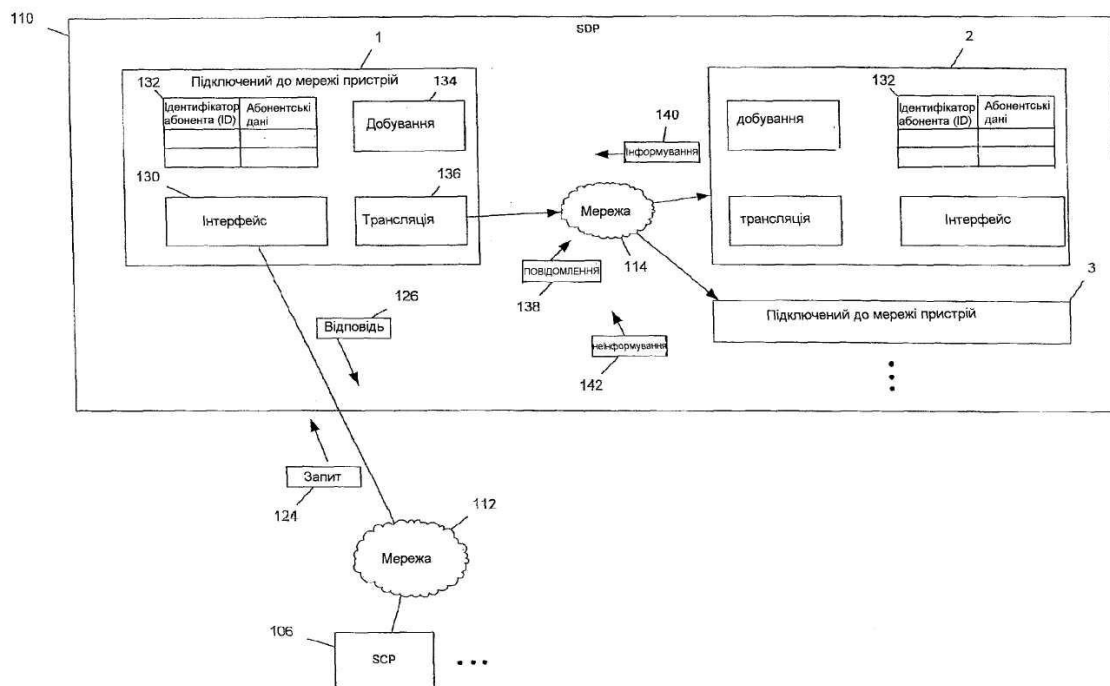 110
SDP
1
2
Підключений до мережі пристрій
132
134
Ідентифікатор абонента (ID)
Абонентські дані
Добування
130
136
Інтерфейс
Трансляція
132
добування
Ідентифікатор абонента (ID)
Абонентські дані
трансляція
Інтерфейс
140
Інформування
Мережа
114
ПОВІДОМЛЕННЯ
138
3
Підключений до мережі пристрій
126
Відповідь
неінформування
142
Запит
124
112
Мережа
106
SCP